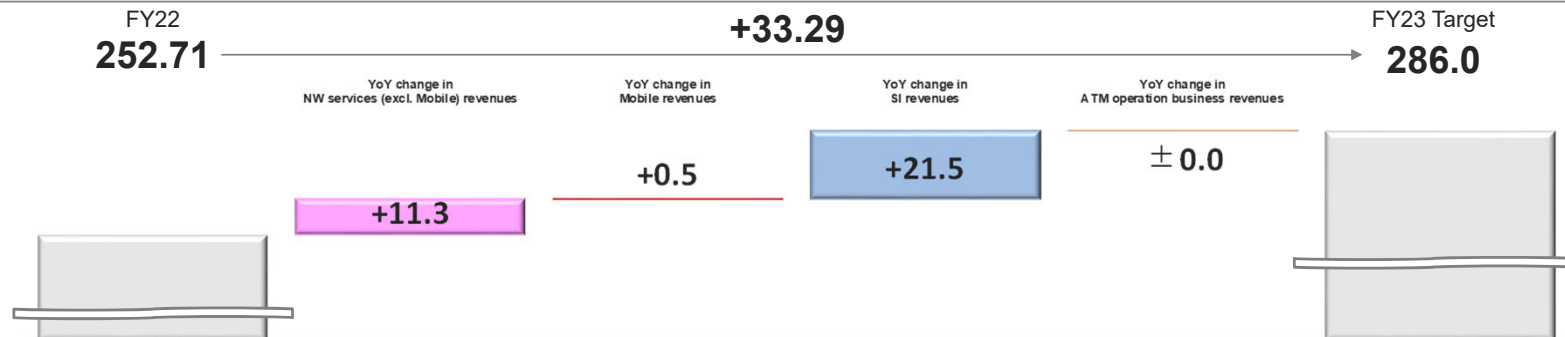 FY22
252.71
+33.29
FY23 Target
286.0
YoY change in
NW services (excl. Mobile) revenues
YoY change in
Mobile revenues
YoY change in
SI revenues
YoY change in
ATM operation business revenues
+11.3
+0.5
+21.5
±0.0